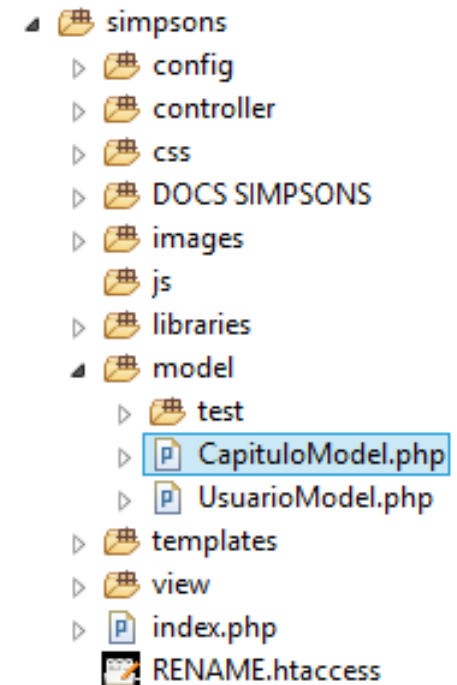 simpsons
config
controller
css
DOCS SIMPSONS
images
js
libraries
model
test
CapituloModel.php
UsuarioModel.php
templates
view
index.php
RENAME.htaccess